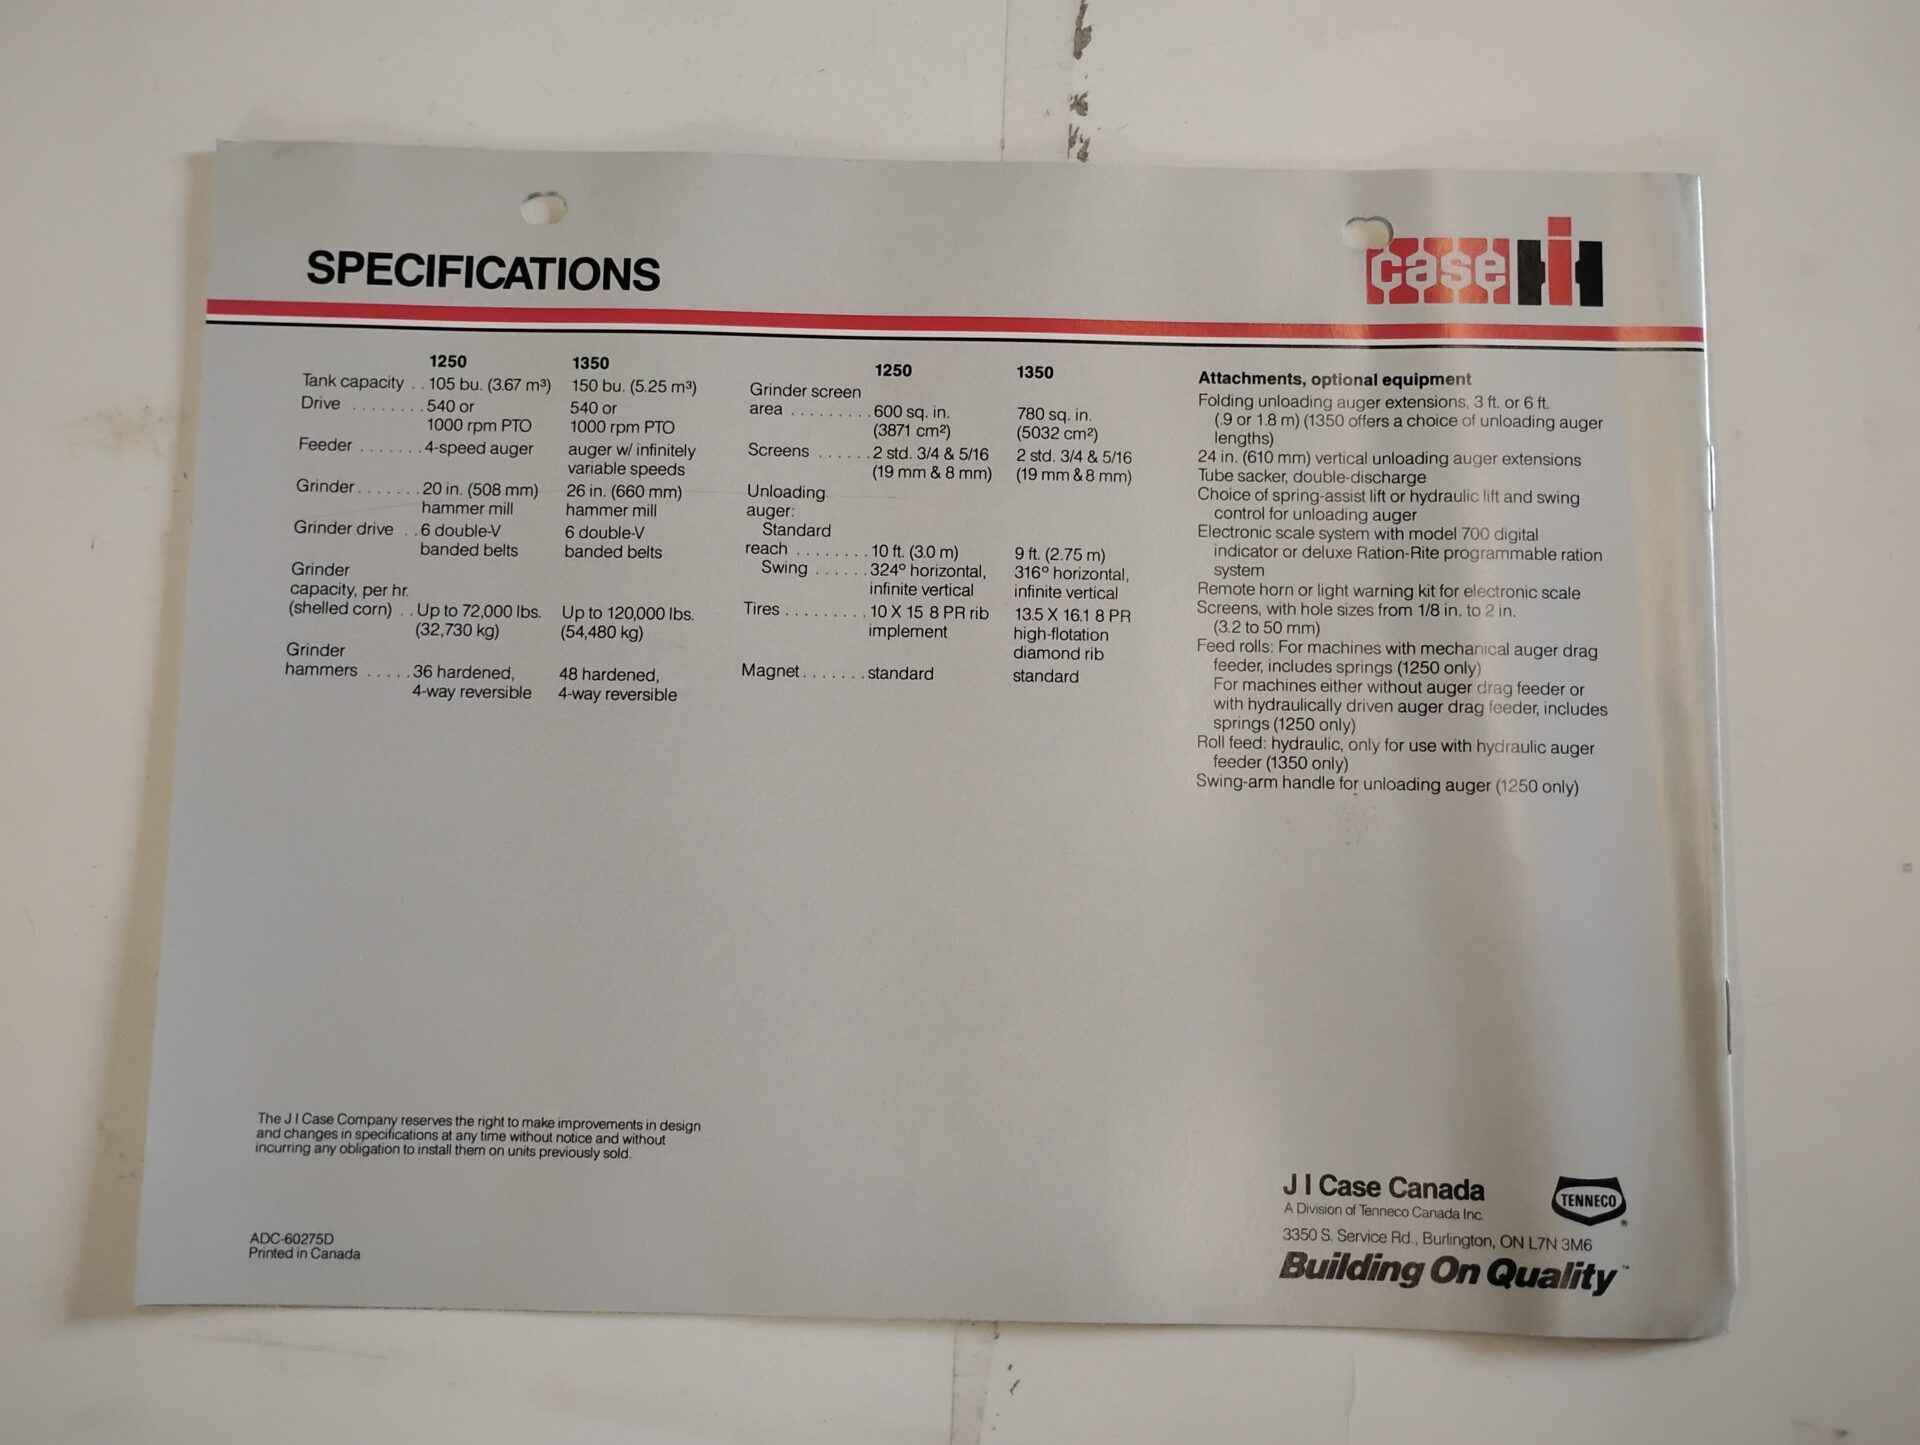 SPECIFICATIONS
case IH
1250 1350
Tank capacity . . 105 bu. (3.67 m³) 150 bu. (5.25 m³)
Drive . . . . . . . . 540 or 540 or
1000 rpm PTO 1000 rpm PTO
Feeder . . . . . . . 4-speed auger auger w/ infinitely
variable speeds
Grinder . . . . . . . 20 in. (508 mm) 26 in. (660 mm)
hammer mill hammer mill
Grinder drive . . 6 double-V 6 double-V
banded belts banded belts
Grinder
capacity, per hr.
(shelled corn) . . Up to 72,000 lbs. Up to 120,000 lbs.
(32,730 kg) (54,480 kg)
Grinder
hammers . . . . . 36 hardened, 48 hardened,
4-way reversible 4-way reversible
1250 1350
Grinder screen
area . . . . . . . . . 600 sq. in. 780 sq. in.
(3871 cm²) (5032 cm²)
Screens . . . . . . 2 std. 3/4 & 5/16 2 std. 3/4 & 5/16
(19 mm & 8 mm) (16 mm & 8 mm)
Unloading
auger:
Standard
reach . . . . . . . . 10 ft. (3.0 m) 9 ft. (2.75 m)
Swing . . . . . . 324° horizontal, 316° horizontal,
infinite vertical infinite vertical
Tires . . . . . . . . . 10 X 15 8 PR rib 13.5 X 16.1 8 PR
implement high-flotation
diamond rib
Magnet . . . . . . . standard standard
Attachments, optional equipment
Folding unloading auger extensions, 3 ft. or 6 ft.
(.9 or 1.8 m) (1350 offers a choice of unloading auger
lengths)
24 in. (610 mm) vertical unloading auger extensions
Tube sacker, double-discharge
Choice of spring-assist lift or hydraulic lift and swing
control for unloading auger
Electronic scale system with model 700 digital
indicator or deluxe Ration-Rite programmable ration
system
Remote horn or light warning kit for electronic scale
Screens, with hole sizes from 1/8 in. to 2 in.
(3.2 to 50 mm)
Feed rolls: For machines with mechanical auger drag
feeder, includes springs (1250 only)
For machines either without auger drag feeder or
with hydraulically driven auger drag feeder, includes
springs (1250 only)
Roll feed: hydraulic, only for use with hydraulic auger
feeder (1350 only)
Swing-arm handle for unloading auger (1250 only)
The J I Case Company reserves the right to make improvements in design
and changes in specifications at any time without notice and without
incurring any obligation to install them on units previously sold.
ADC-60275D
Printed in Canada
J I Case Canada
A Division of Tenneco Canada Inc.
3350 S. Service Rd., Burlington, ON L7N 3M6
Building On Quality™
TENNECO®